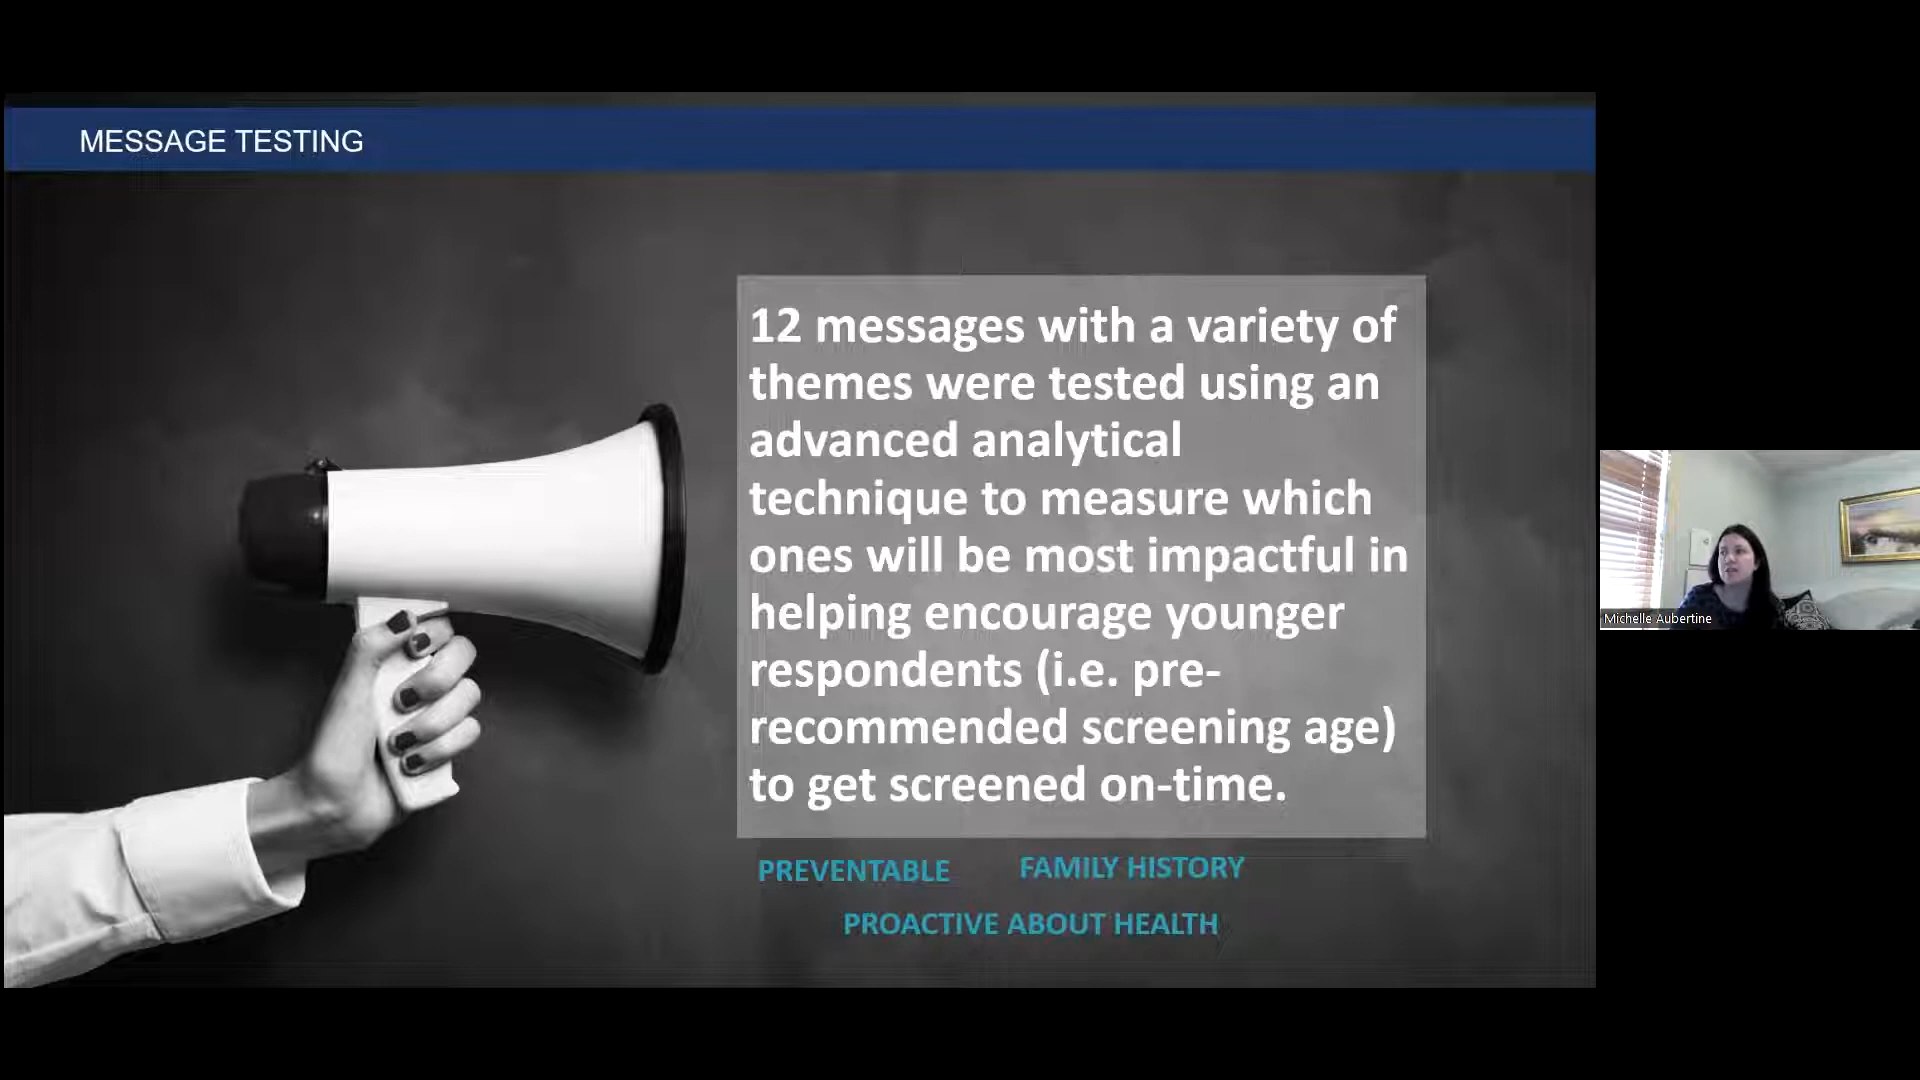 MESSAGE TESTING
12 messages with a variety of
themes were tested using an
advanced analytical
technique to measure which
ones will be most impactful in
helping encourage younger
respondents (i.e. pre-
recommended screening age)
to get screened on-time.
PREVENTABLE
FAMILY HISTORY
PROACTIVE ABOUT HEALTH
Michelle Aubertine